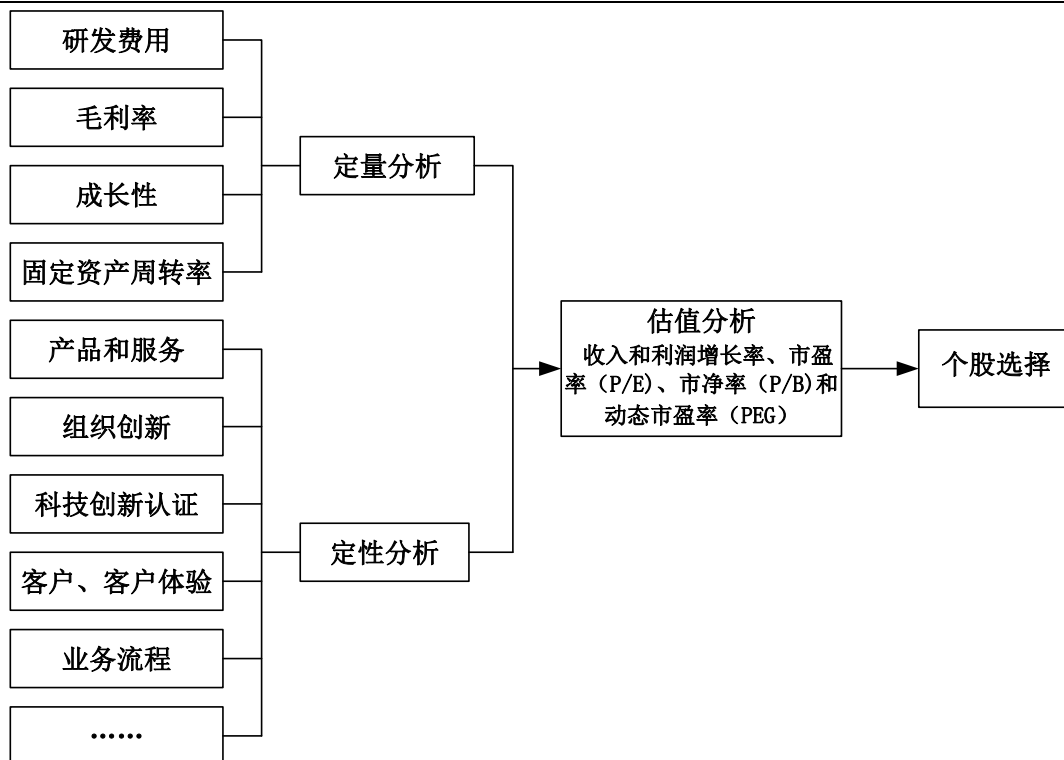 研发费用
毛利率
成长性
固定资产周转率
定量分析
产品和服务
组织创新
科技创新认证
客户、客户体验
业务流程
……
定性分析
估值分析
收入和利润增长率、市盈
率（P/E)、市净率（P/B)和
动态市盈率（PEG）
个股选择